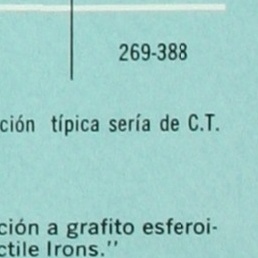 269-388
ción típica sería de C.T.
ción a grafito esferoi-
ctile Irons."